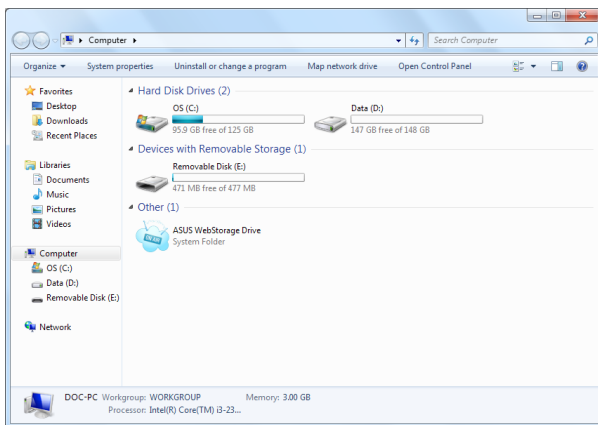 Computer
Search Computer
Organize
System properties
Uninstall or change a program
Map network drive
Open Control Panel
Favorites
Desktop
Downloads
Recent Places
Libraries
Documents
Music
Pictures
Videos
Computer
OS (C:)
Data (D:)
Removable Disk (E:)
Network
Hard Disk Drives (2)
OS (C:)
95.9 GB free of 125 GB
Data (D:)
147 GB free of 148 GB
Devices with Removable Storage (1)
Removable Disk (E:)
471 MB free of 477 MB
Other (1)
ASUS WebStorage Drive
System Folder
DOC-PC Workgroup: WORKGROUP Memory: 3.00 GB
Processor: Intel(R) Core(TM) i3-23...